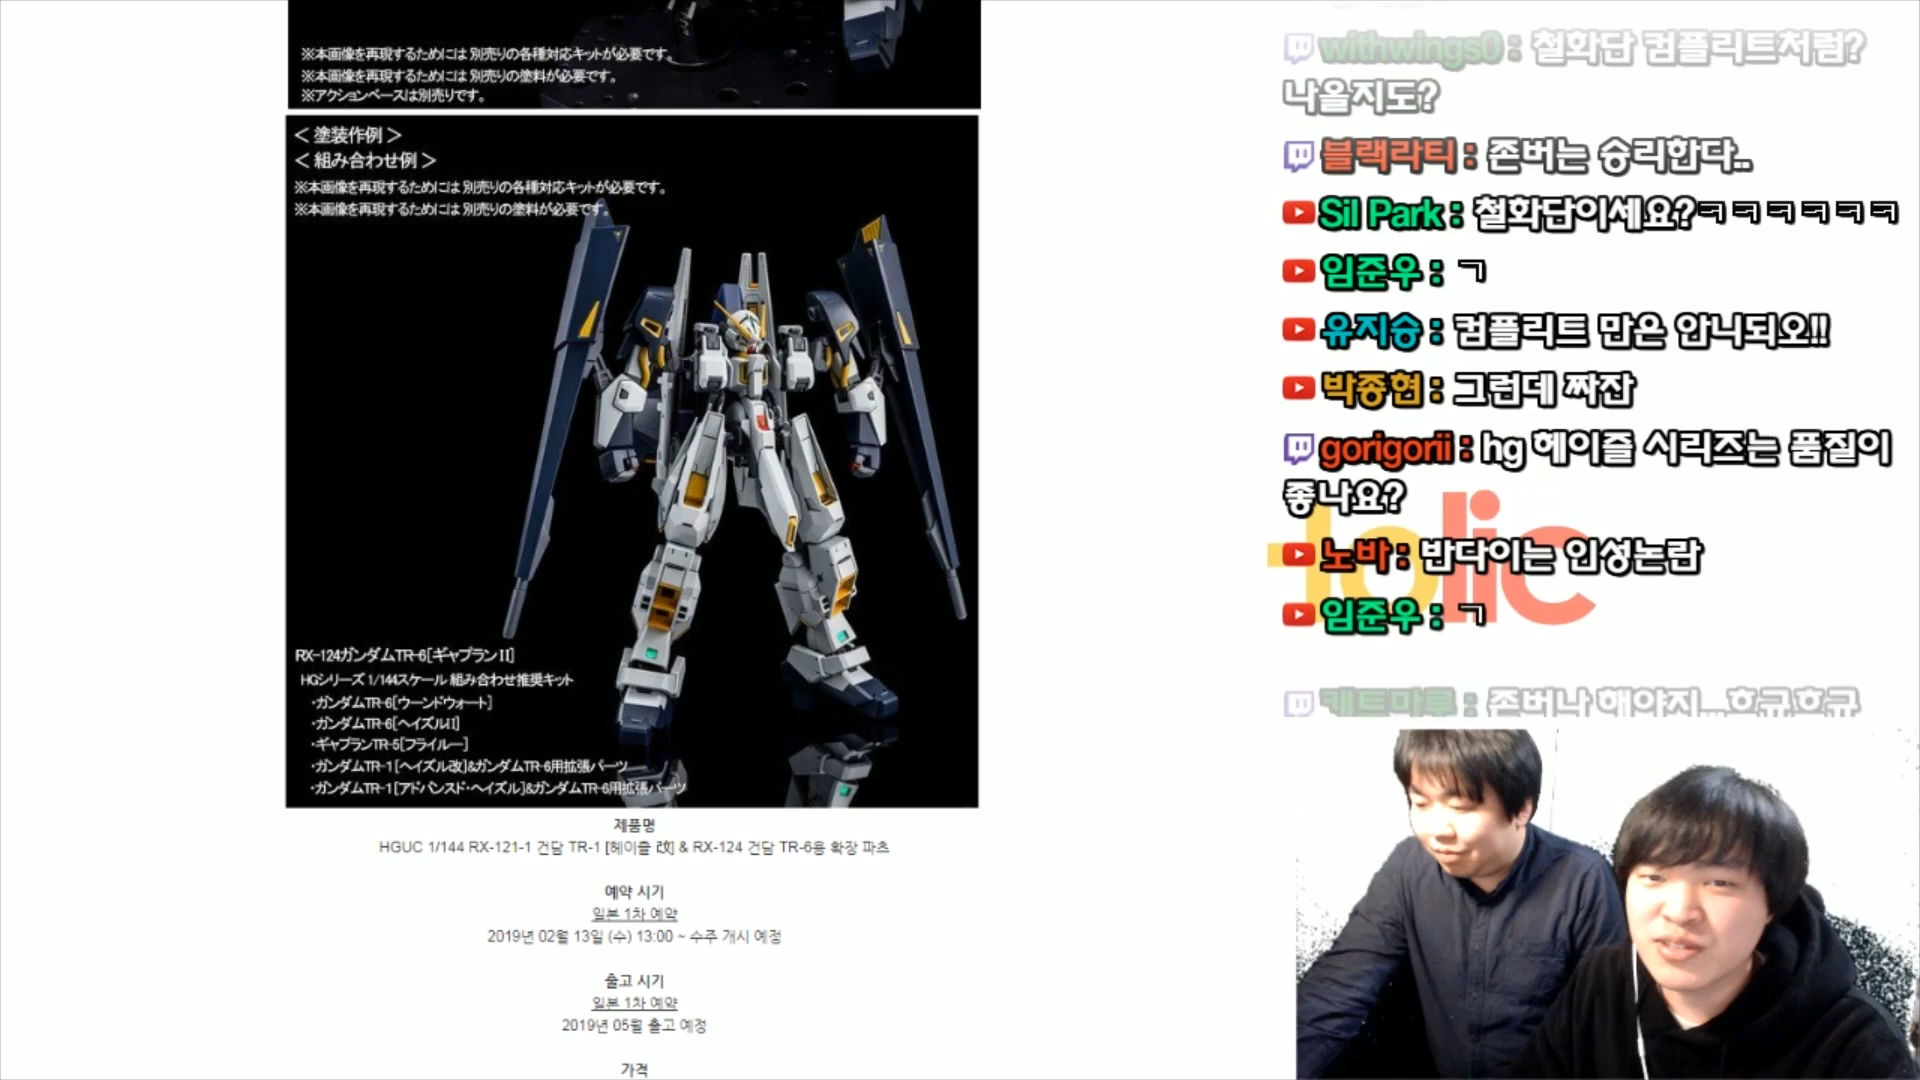 ※本画像を再現するためには 別売りの各種対応キットが必要です。
※本画像を再現するためには 別売りの塗料が必要です。
※アクションベースは別売りです。
＜塗装作例＞
＜組み合わせ例＞
※本画像を再現するためには 別売りの各種対応キットが必要です。
※本画像を再現するためには 別売りの塗料が必要です。
RX-124ガンダムTR-6[ギャプランII]
HGシリーズ 1/144スケール 組み合わせ推奨キット
・ガンダムTR-6[ウーンドウォート]
・ガンダムTR-6[ヘイズルII]
・ギャプランTR-5[フライルー]
・ガンダムTR-1[ヘイズル改]&ガンダムTR-6用拡張パーツ
・ガンダムTR-1[アドバンスド・ヘイズル]&ガンダムTR-6用拡張パーツ
제품명
HGUC 1/144 RX-121-1 건담 TR-1 [헤이즐 改] & RX-124 건담 TR-6용 확장 파츠
예약 시기
일본 1차 예약
2019년 02월 13일 (수) 13:00 ~ 수주 개시 예정
출고 시기
일본 1차 예약
2019년 05월 출고 예정
가격
withwings0 : 철화단 컴플리트처럼?
나올지도?
블랙라티 : 존버는 승리한다..
Sil Park : 철화단이세요?ㅋㅋㅋㅋㅋㅋ
임준우 : ㄱ
유지승 : 컴플리트 만은 안니되오!!
박종현 : 그런데 짜잔
gorigorii : hg 헤이즐 시리즈는 품질이
좋나요?
노바 : 반다이는 인성논란
임준우 : ㄱ
캐트마루 : 존버나 해야지...흐규흐규
tolic